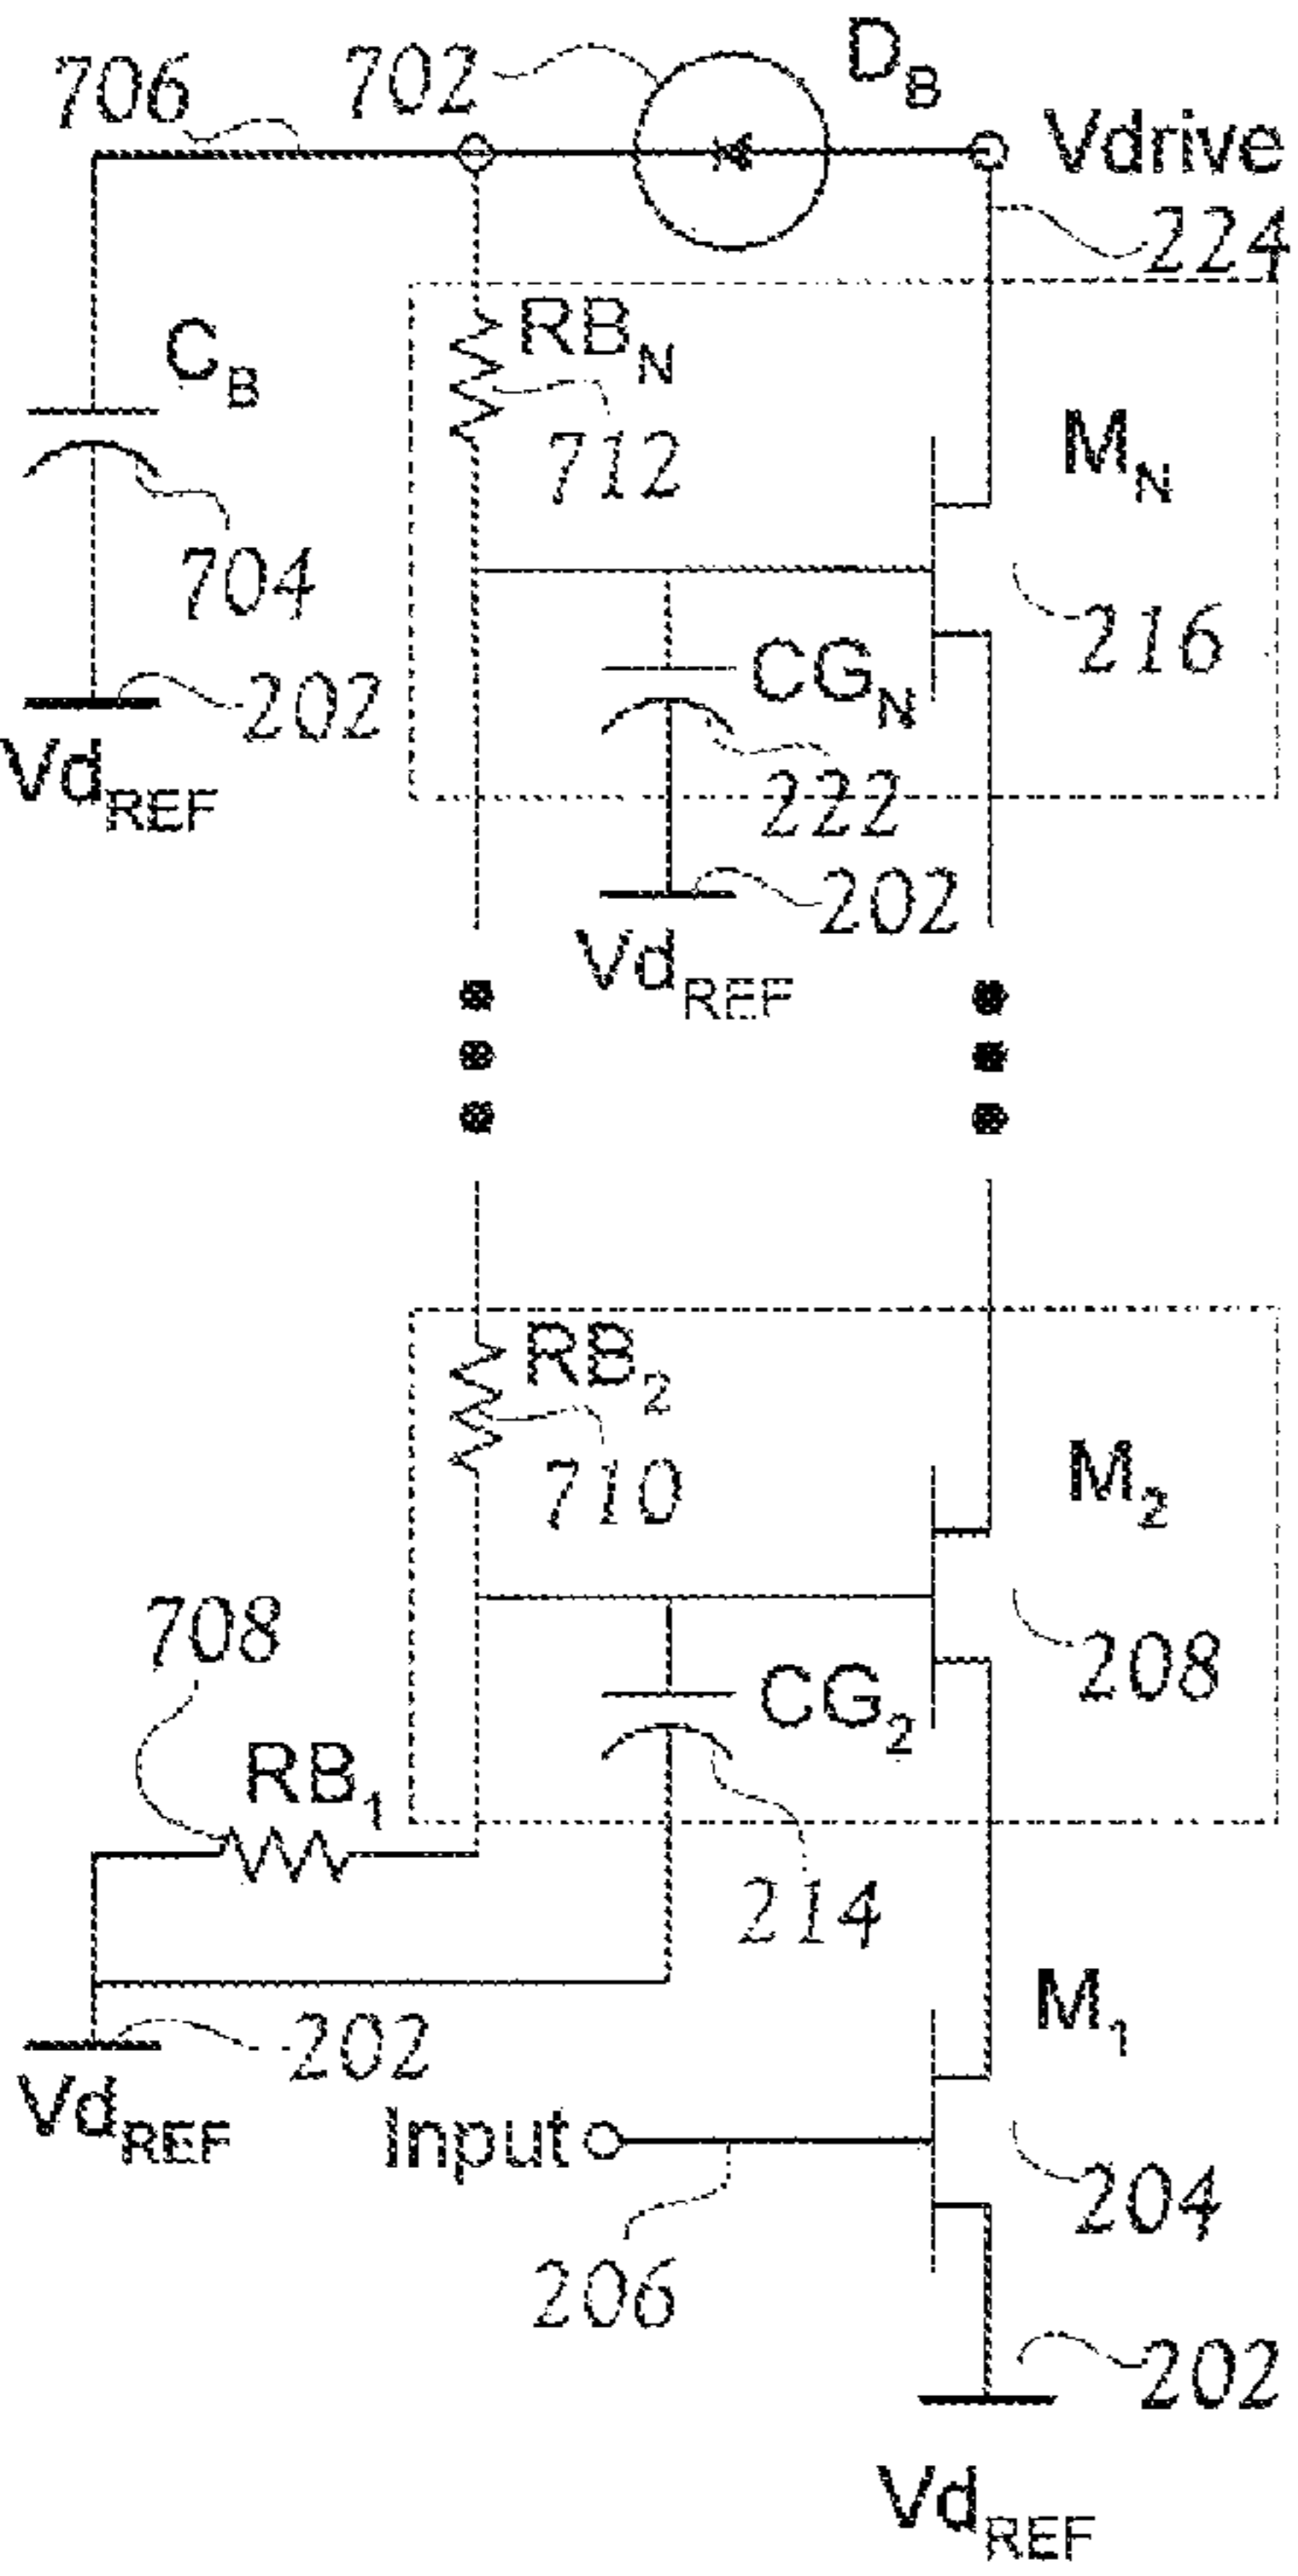 706
702
D_B
Vdrive
224
C_B
RB_N
712
M_N
704
216
CG_N
202
Vd_REF
222
202
Vd_REF
RB_2
710
M_2
708
208
CG_2
RB_1
214
M_1
202
Vd_REF
Input
204
206
202
Vd_REF